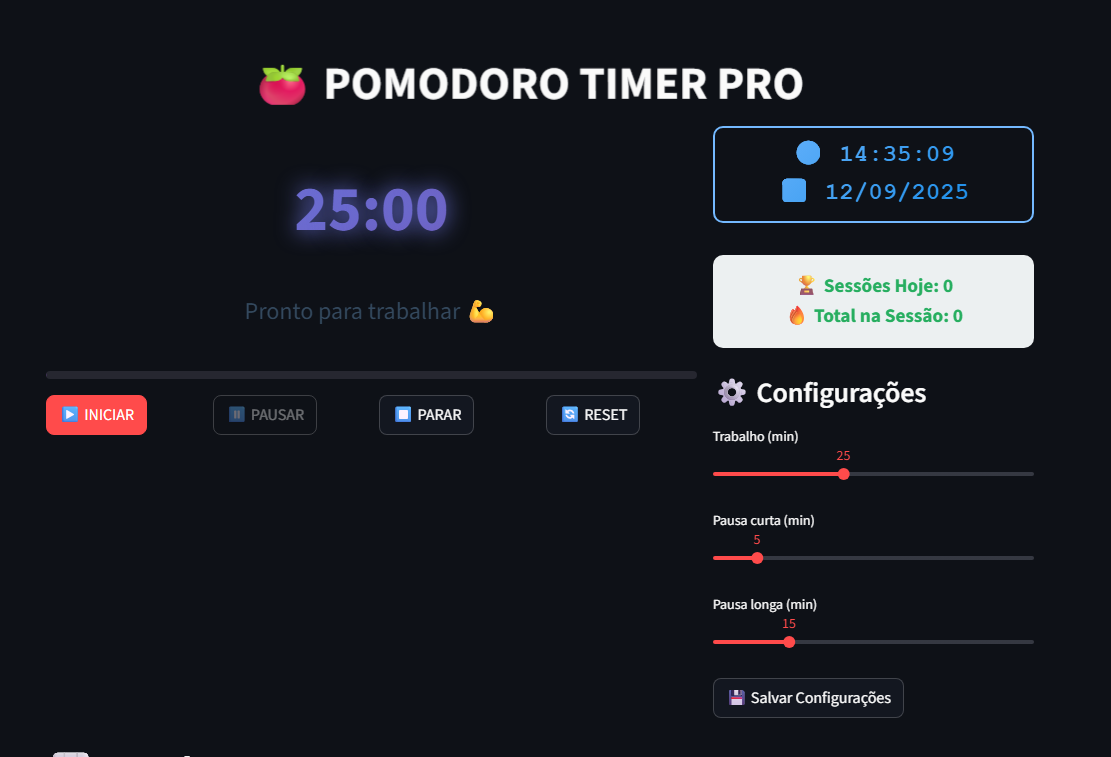 POMODORO TIMER PRO
25:00
Pronto para trabalhar
INICIAR
PAUSAR
PARAR
RESET
14:35:09
12/09/2025
Sessões Hoje: 0
Total na Sessão: 0
Configurações
Trabalho (min)
25
Pausa curta (min)
5
Pausa longa (min)
15
Salvar Configurações